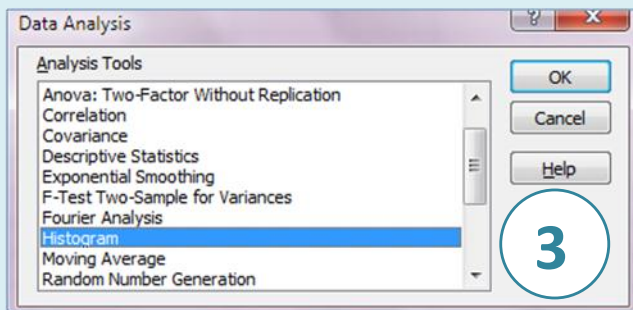 Data Analysis
?
X
Analysis Tools
Anova: Two-Factor Without Replication
Correlation
Covariance
Descriptive Statistics
Exponential Smoothing
F-Test Two-Sample for Variances
Fourier Analysis
Histogram
Moving Average
Random Number Generation
OK
Cancel
Help
3